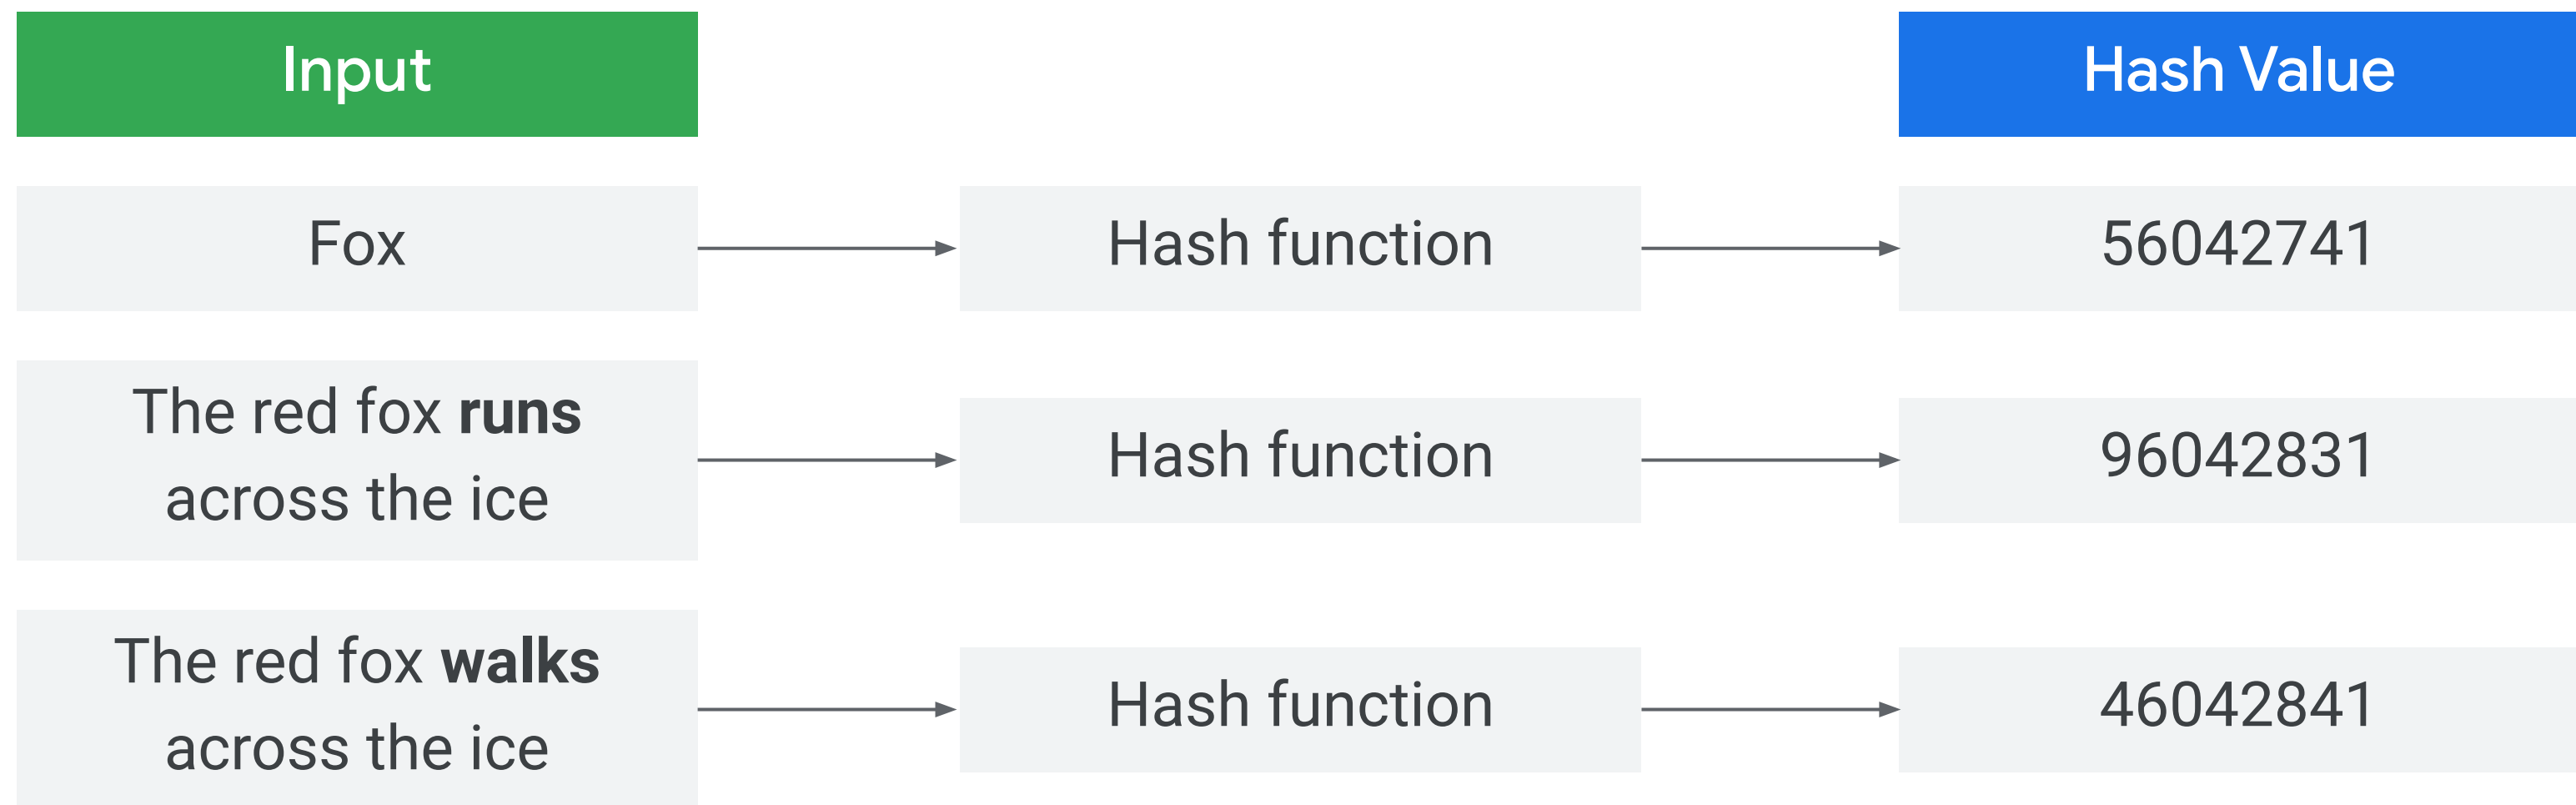 Input
Hash Value
Fox
Hash function
56042741
The red fox runs
across the ice
Hash function
96042831
The red fox walks
across the ice
Hash function
46042841